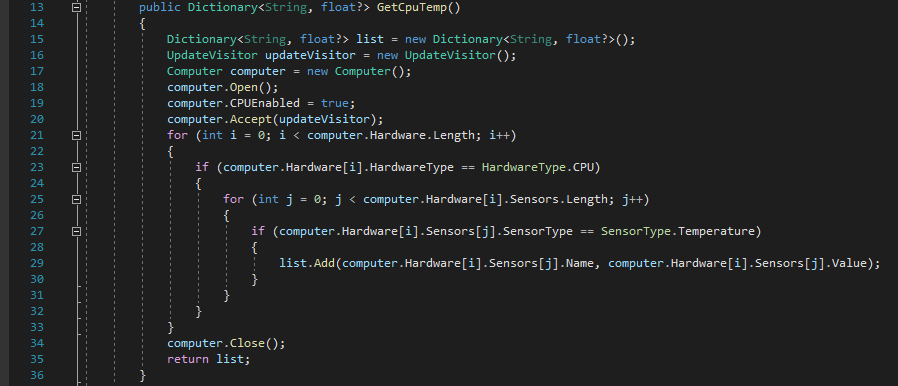 13 public Dictionary<String, float?> GetCpuTemp()
14 {
15 Dictionary<String, float?> list = new Dictionary<String, float?>();
16 UpdateVisitor updateVisitor = new UpdateVisitor();
17 Computer computer = new Computer();
18 computer.Open();
19 computer.CPUEnabled = true;
20 computer.Accept(updateVisitor);
21 for (int i = 0; i < computer.Hardware.Length; i++)
22 {
23 if (computer.Hardware[i].HardwareType == HardwareType.CPU)
24 {
25 for (int j = 0; j < computer.Hardware[i].Sensors.Length; j++)
26 {
27 if (computer.Hardware[i].Sensors[j].SensorType == SensorType.Temperature)
28 {
29 list.Add(computer.Hardware[i].Sensors[j].Name, computer.Hardware[i].Sensors[j].Value);
30 }
31 }
32 }
33 }
34 computer.Close();
35 return list;
36 }